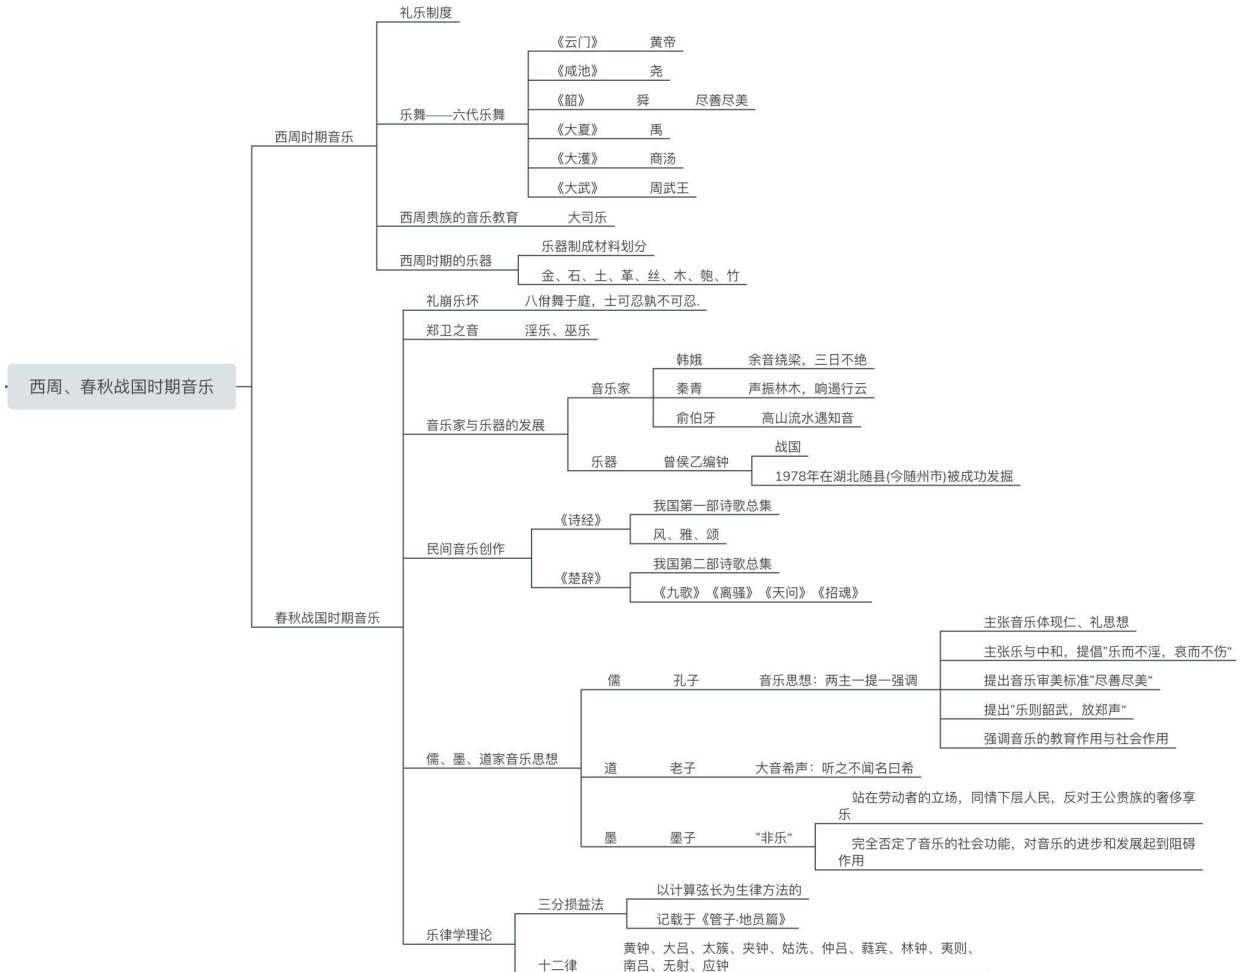 西周、春秋战国时期音乐
西周时期音乐
礼乐制度
乐舞——六代乐舞
《云门》 黄帝
《咸池》 尧
《韶》 舜 尽善尽美
《大夏》 禹
《大濩》 商汤
《大武》 周武王
西周贵族的音乐教育 大司乐
西周时期的乐器
乐器制成材料划分
金、石、土、革、丝、木、匏、竹
春秋战国时期音乐
礼崩乐坏 八佾舞于庭，士可忍孰不可忍.
郑卫之音 淫乐、巫乐
音乐家与乐器的发展
音乐家
韩娥 余音绕梁，三日不绝
秦青 声振林木，响遏行云
俞伯牙 高山流水遇知音
乐器 曾侯乙编钟
战国
1978年在湖北随县(今随州市)被成功发掘
民间音乐创作
《诗经》
我国第一部诗歌总集
风、雅、颂
《楚辞》
我国第二部诗歌总集
《九歌》《离骚》《天问》《招魂》
儒、墨、道家音乐思想
儒 孔子 音乐思想：两主一提一强调
主张音乐体现仁、礼思想
主张乐与中和，提倡"乐而不淫，哀而不伤"
提出音乐审美标准"尽善尽美"
提出"乐则韶武，放郑声"
强调音乐的教育作用与社会作用
道 老子 大音希声：听之不闻名曰希
墨 墨子 "非乐"
站在劳动者的立场，同情下层人民，反对王公贵族的奢侈享
乐
完全否定了音乐的社会功能，对音乐的进步和发展起到阻碍
作用
乐律学理论
三分损益法
以计算弦长为生律方法的
记载于《管子·地员篇》
十二律
黄钟、大吕、太簇、夹钟、姑洗、仲吕、蕤宾、林钟、夷则、
南吕、无射、应钟